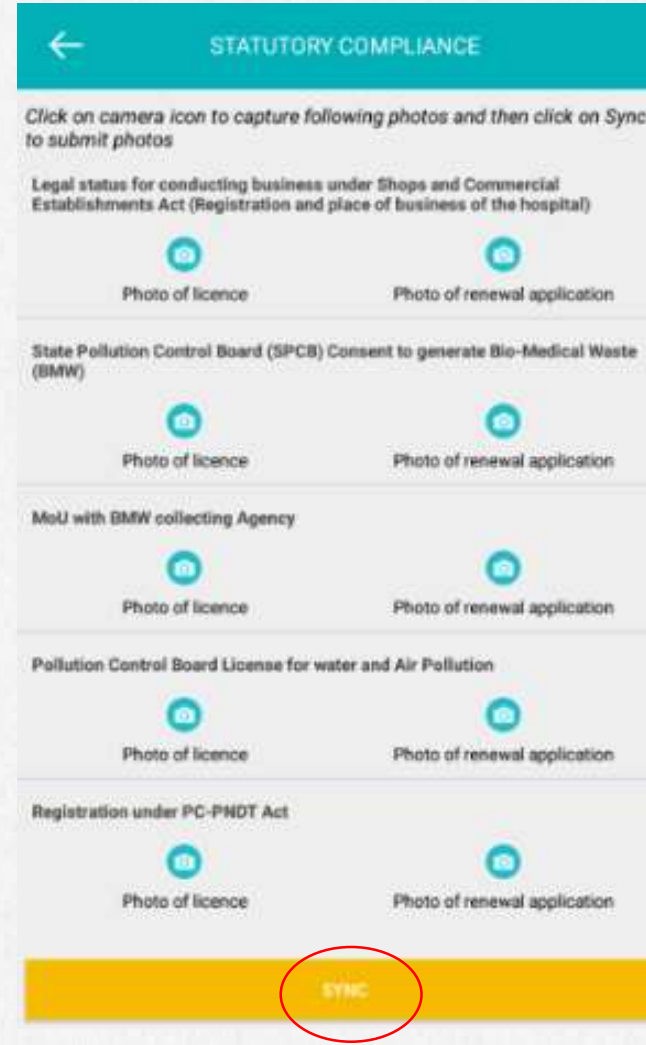 STATUTORY COMPLIANCE
Click on camera icon to capture following photos and then click on Sync
to submit photos
Legal status for conducting business under Shops and Commercial
Establishments Act (Registration and place of business of the hospital)
Photo of licence Photo of renewal application
State Pollution Control Board (SPCB) Consent to generate Bio-Medical Waste
(BMW)
Photo of licence Photo of renewal application
MoU with BMW collecting Agency
Photo of licence Photo of renewal application
Pollution Control Board License for water and Air Pollution
Photo of licence Photo of renewal application
Registration under PC-PNDT Act
Photo of licence Photo of renewal application
SYNC